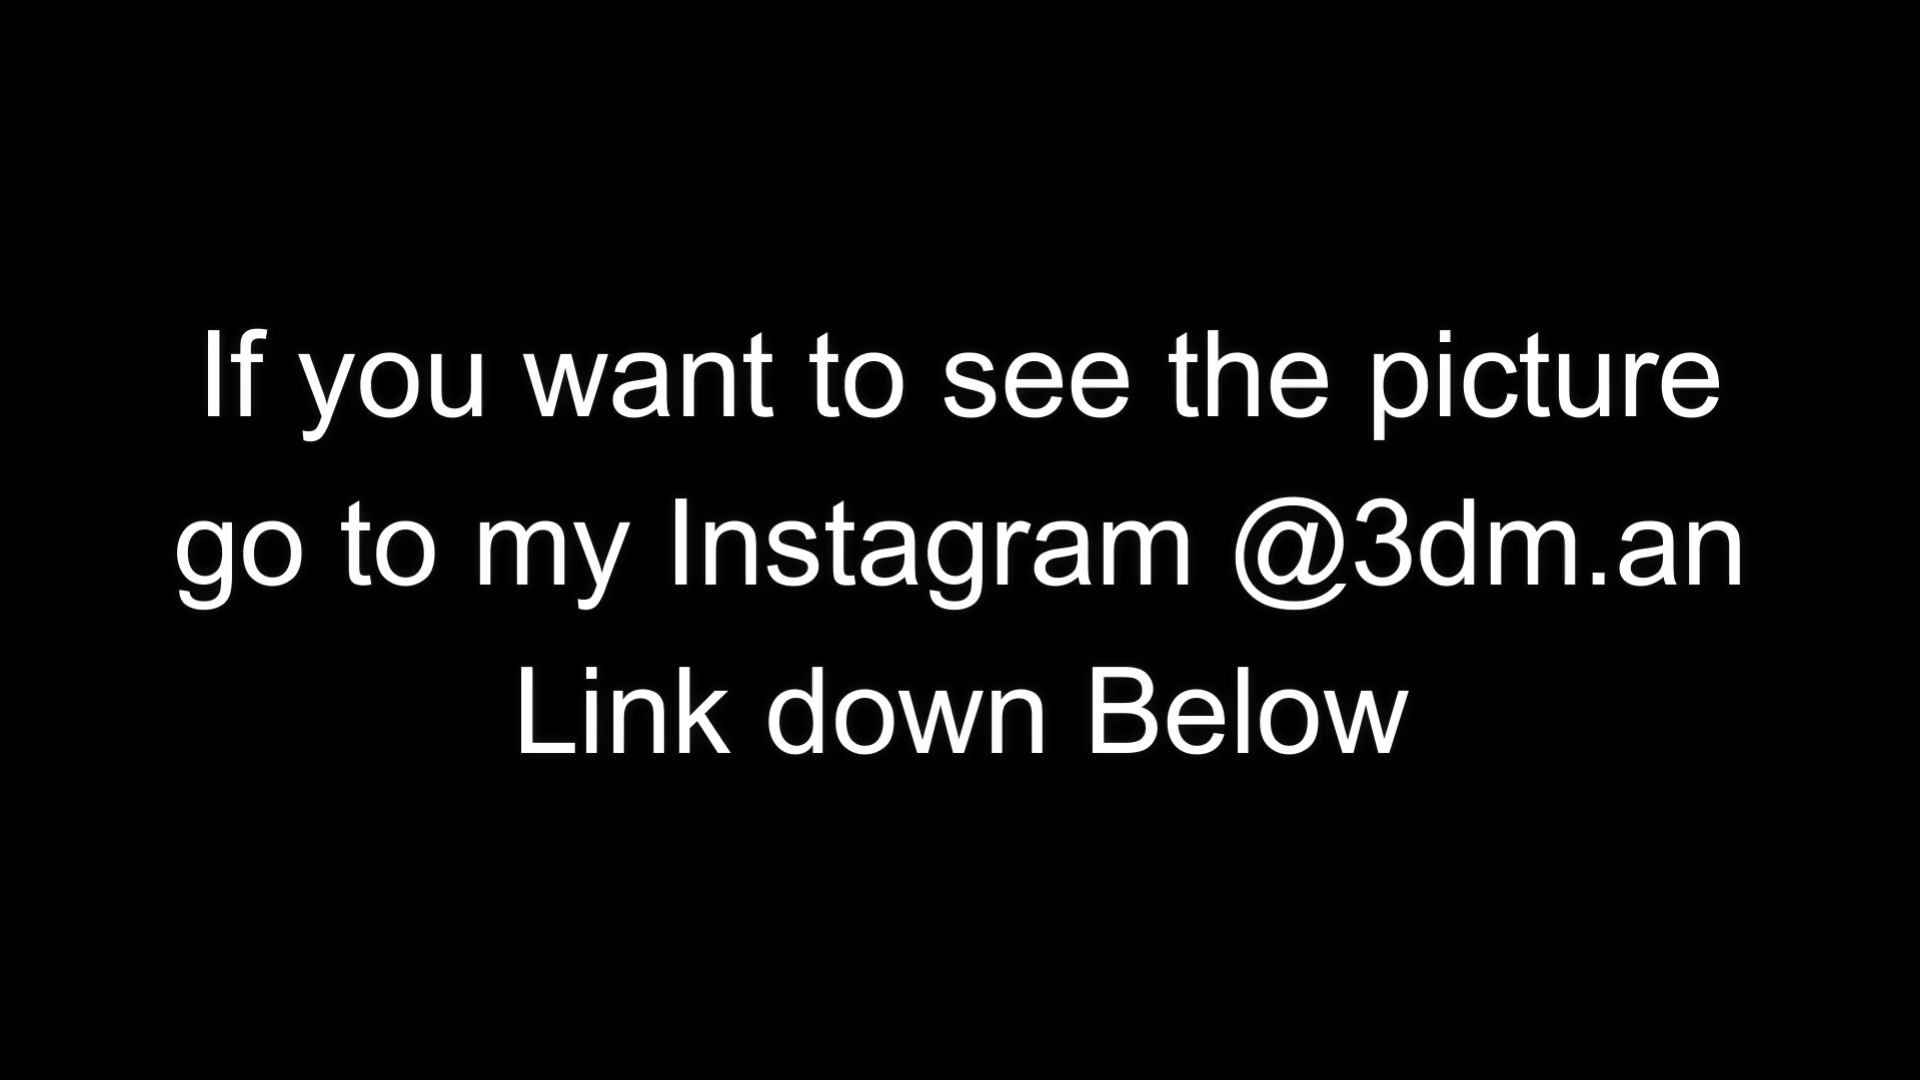 If you want to see the picture
go to my Instagram @3dm.an
Link down Below